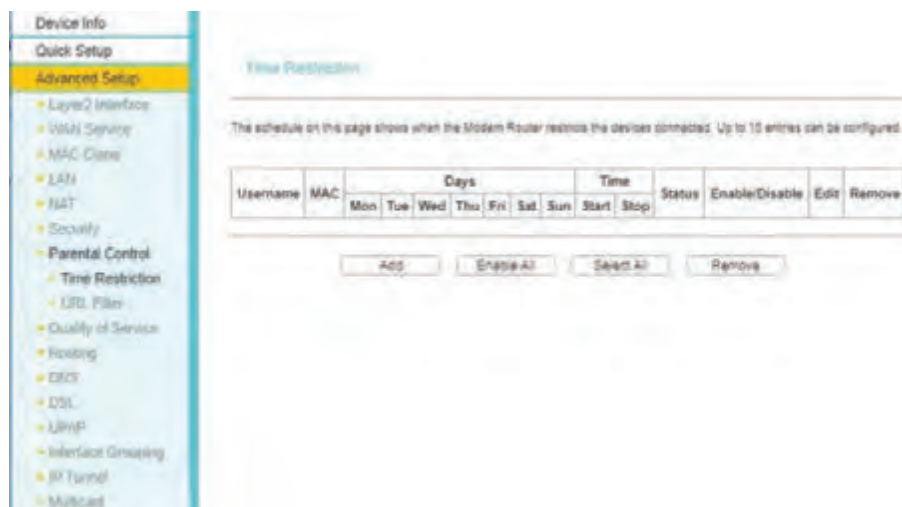 Device Info
Quick Setup
Advanced Setup
Layer2 Interface
WAN Service
MAC Clone
LAN
NAT
Security
Parental Control
Time Restriction
URL Filter
Quality of Service
Routing
DNS
DSL
UPnP
Interface Grouping
IP Tunnel
Multicast
Time Restriction
The schedule on this page shows when the Modem Router restricts the devices connected. Up to entries can be configured.
Username MAC Days Time Status Enable/Disable Edit Remove
Mon Tue Wed Thu Fri Sat Sun Start Stop
Add Enable All Select All Remove